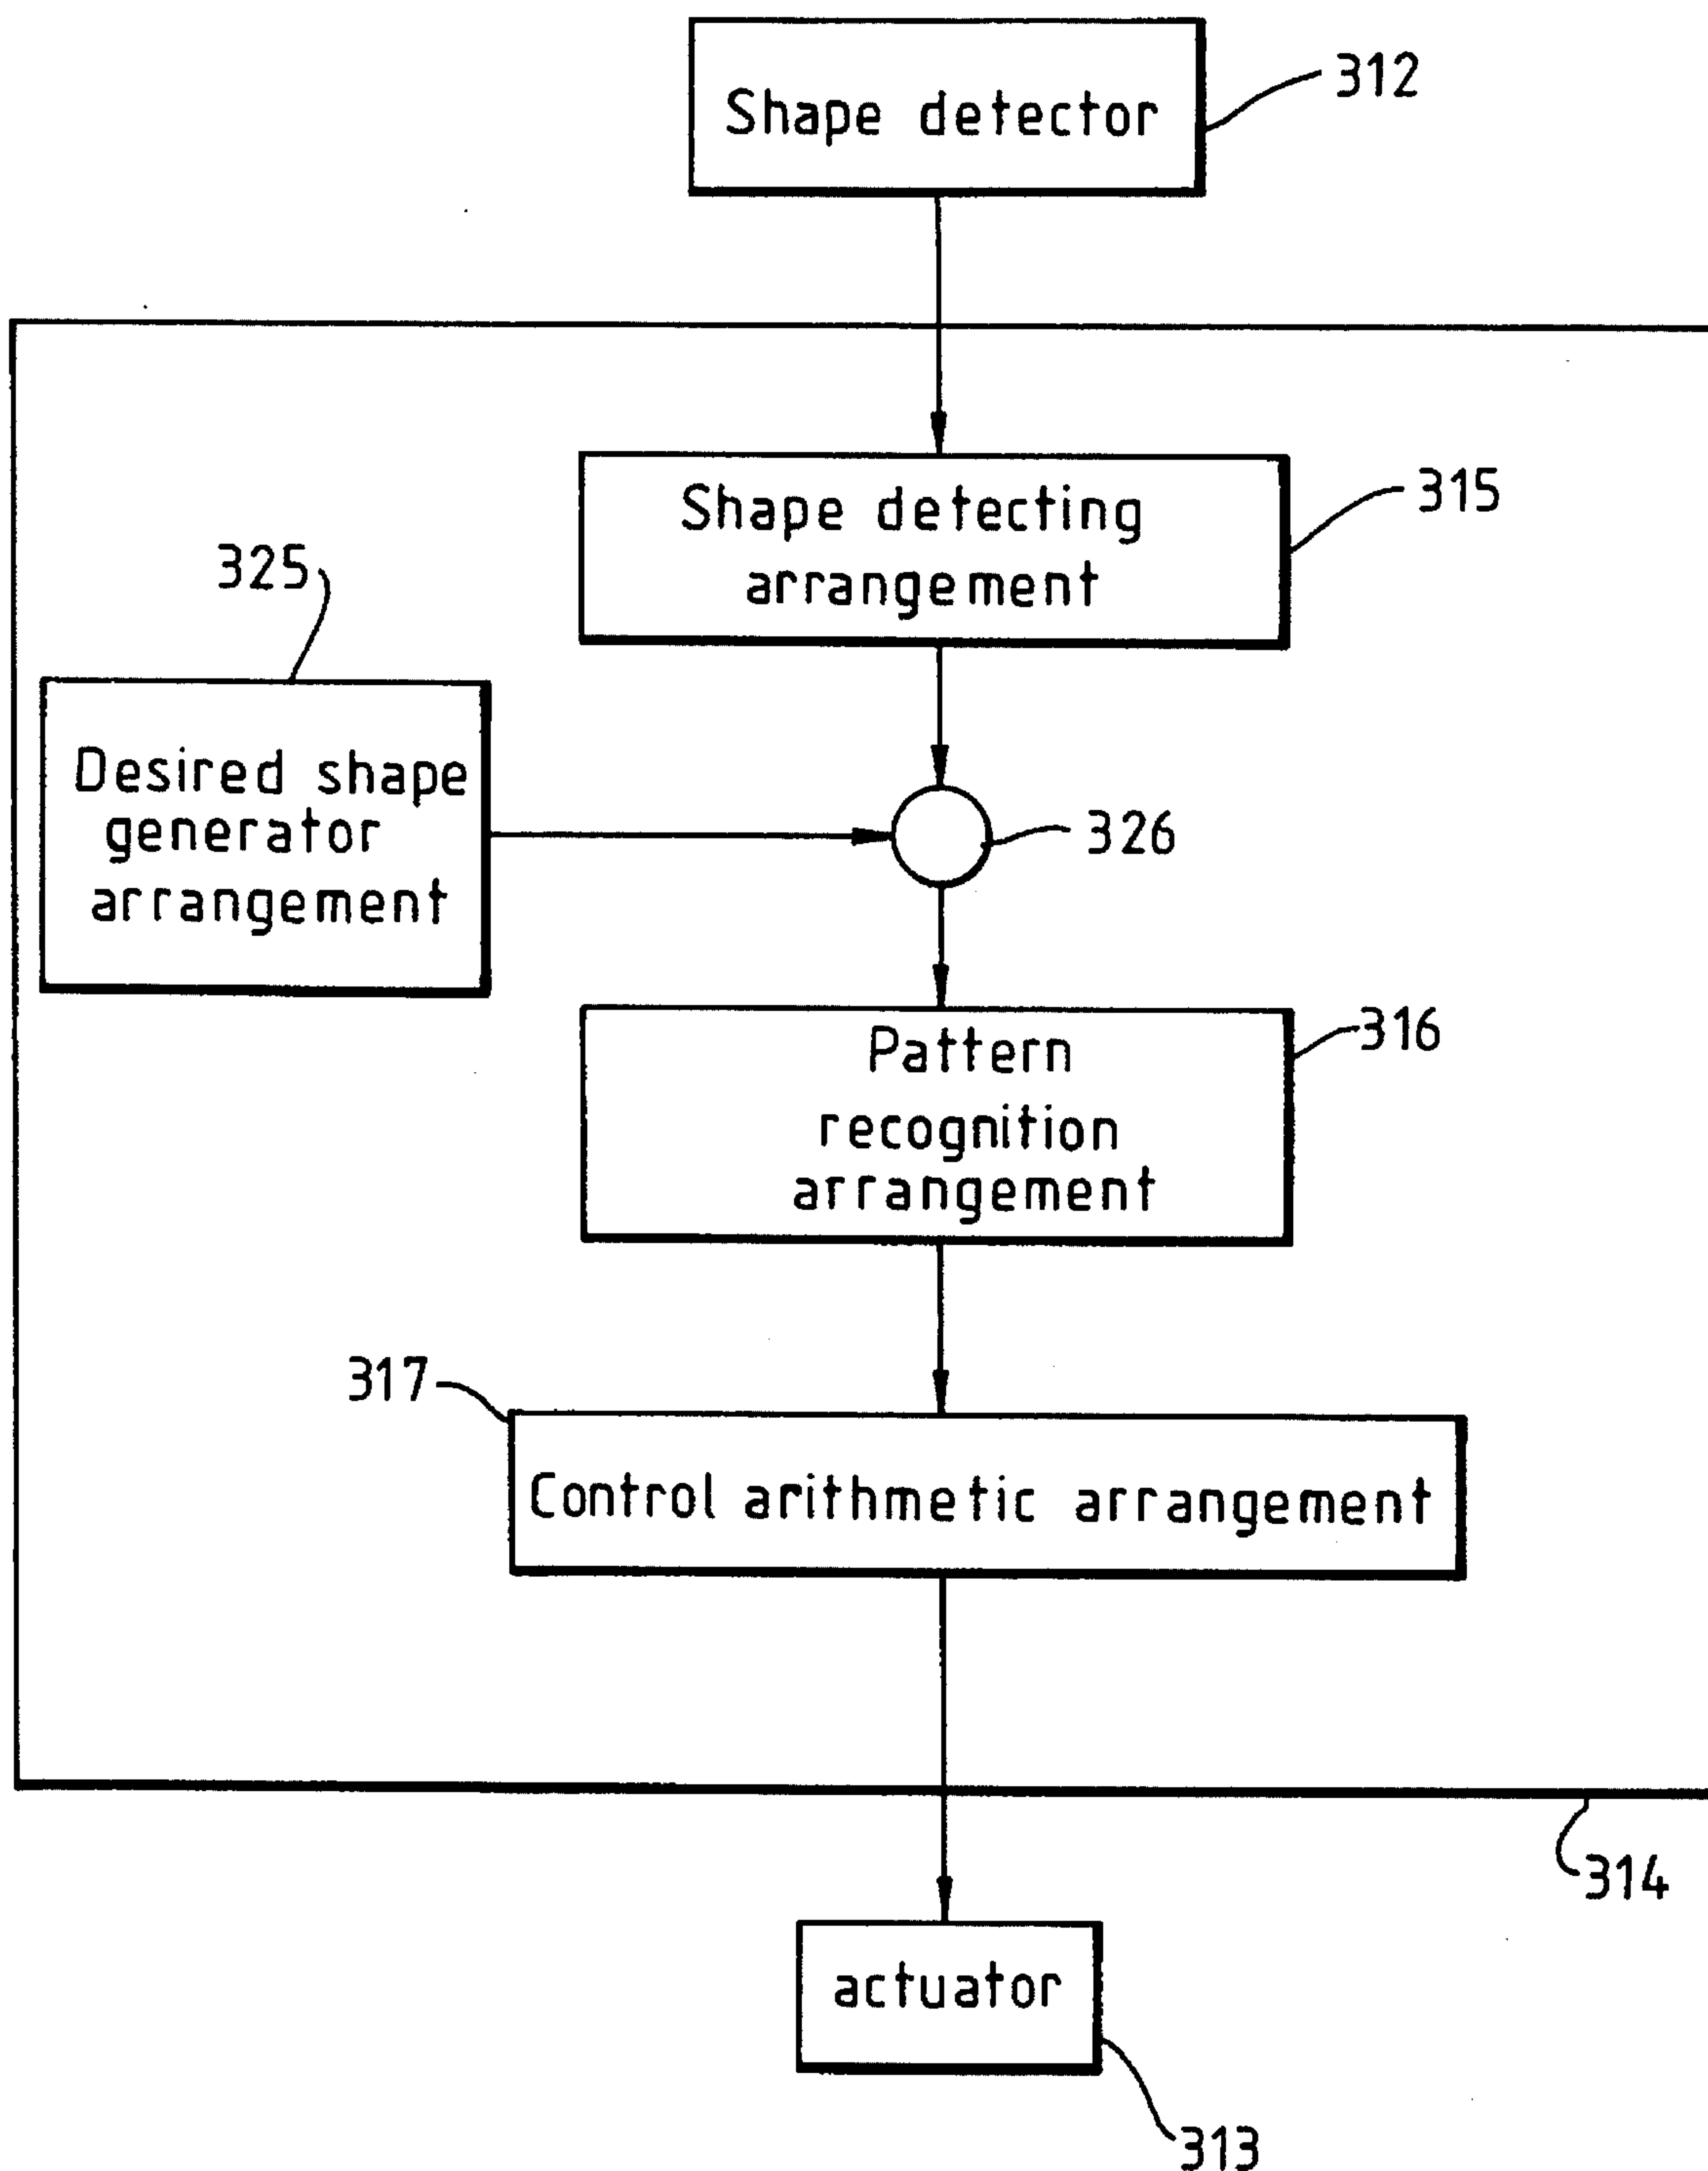 Shape detector
312
Shape detecting
arrangement
315
325
Desired shape
generator
arrangement
326
Pattern
recognition
arrangement
316
317
Control arithmetic arrangement
314
actuator
313